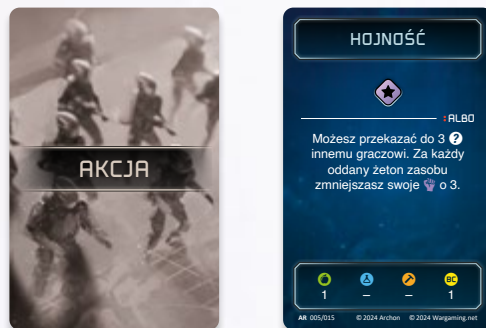 AKCJA
HOJNOŚĆ
:ALBO
Możesz przekazać do 3 ?
innemu graczowi. Za każdy
oddany żeton zasobu
zmniejszasz swoje o 3.
BC
1 – – 1
AR 005/015 © 2024 Archon © 2024 Wargaming.net